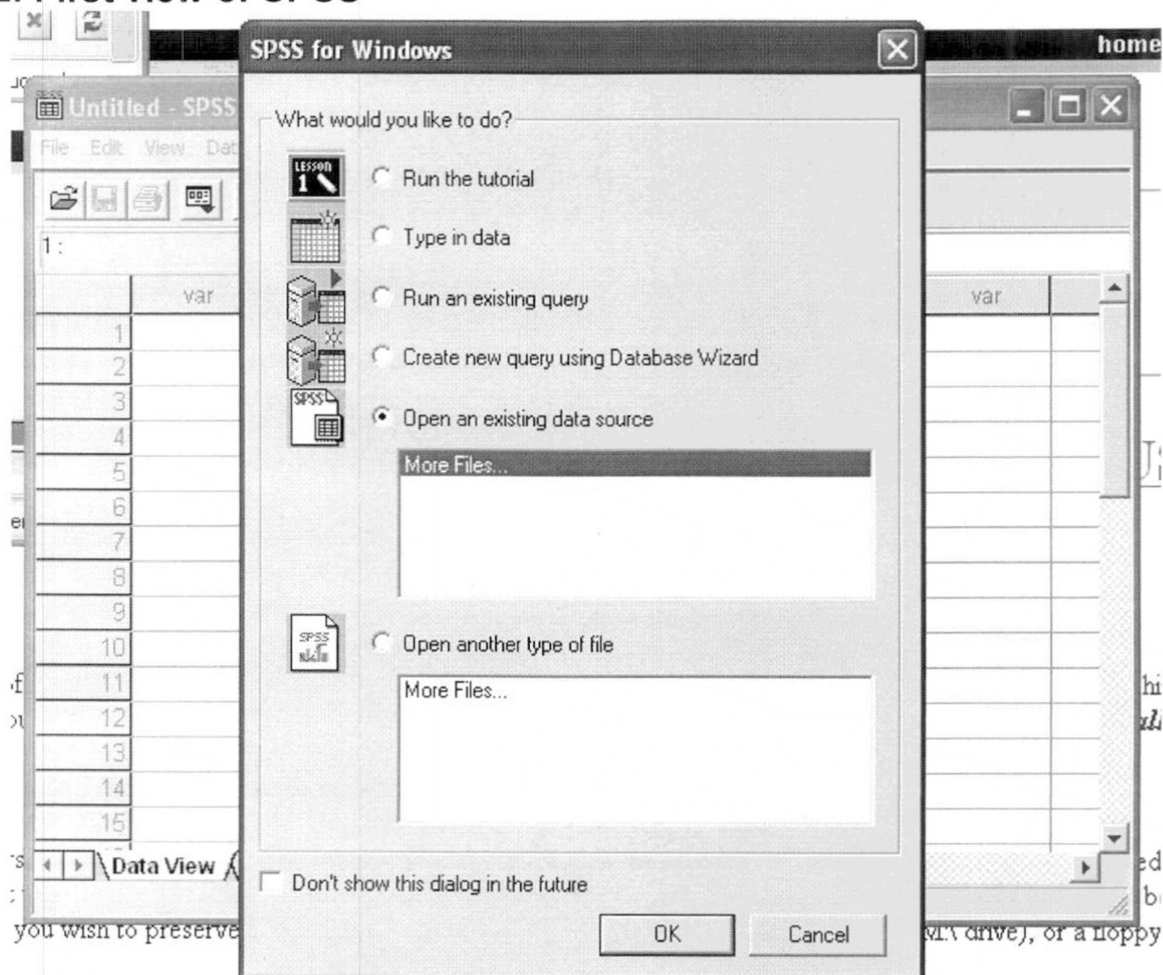 SPSS for Windows
home
Untitled - SPSS
File Edit View Dat
What would you like to do?
LESSON 1
Run the tutorial
Type in data
1 :
Run an existing query
var
var
Create new query using Database Wizard
SPSS
Open an existing data source
More Files...
1
2
3
4
5
6
7
8
9
10
11
12
13
14
15
SPSS
Open another type of file
More Files...
Data View
Don't show this dialog in the future
OK
Cancel
you wish to preserve
drive), or a floppy